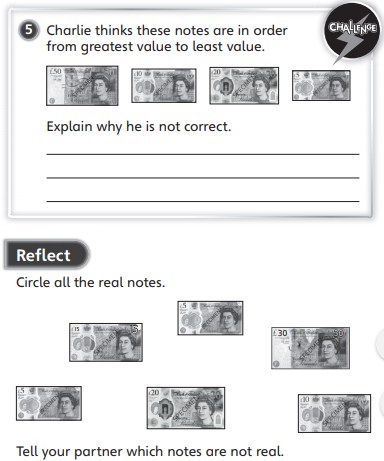 5 Charlie thinks these notes are in order
from greatest value to least value.
CHALLENGE
£50
£10
£20
£5
Explain why he is not correct.
Reflect
Circle all the real notes.
£5
£15
£30
£5
£20
£10
Tell your partner which notes are not real.